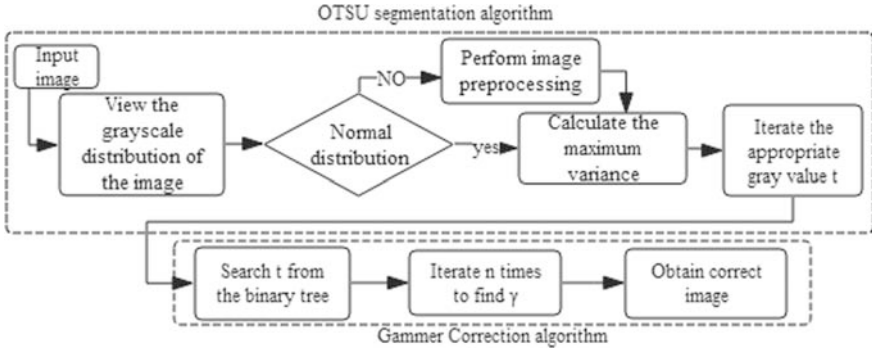 OTSU segmentation algorithm
Input
image
View the
grayscale
distribution of
the image
Normal
distribution
NO
Perform image
preprocessing
yes
Calculate the
maximum
variance
Iterate the
appropriate
gray value t
Search t from
the binary tree
Iterate n times
to find γ
Obtain correct
image
Gammer Correction algorithm